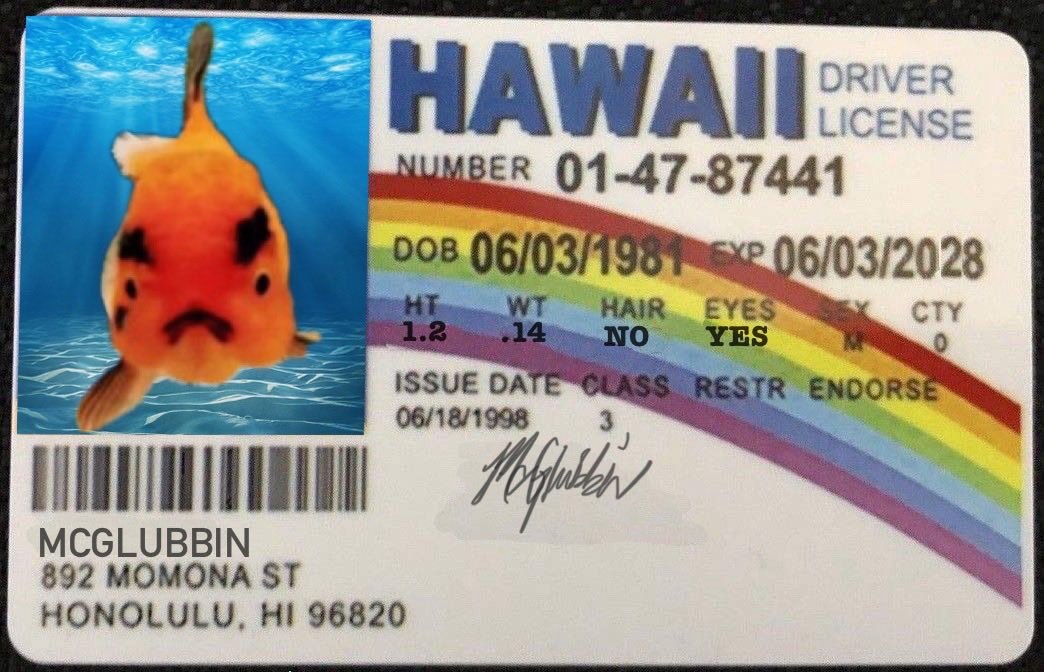 HAWAII DRIVER LICENSE
NUMBER 01-47-87441
DOB 06/03/1981 EXP 06/03/2028
HT WT HAIR EYES SEX CTY
1.2 .14 NO YES M 0
ISSUE DATE CLASS RESTR ENDORSE
06/18/1998 3
McGlubbin
MCGLUBBIN
892 MOMONA ST
HONOLULU, HI 96820